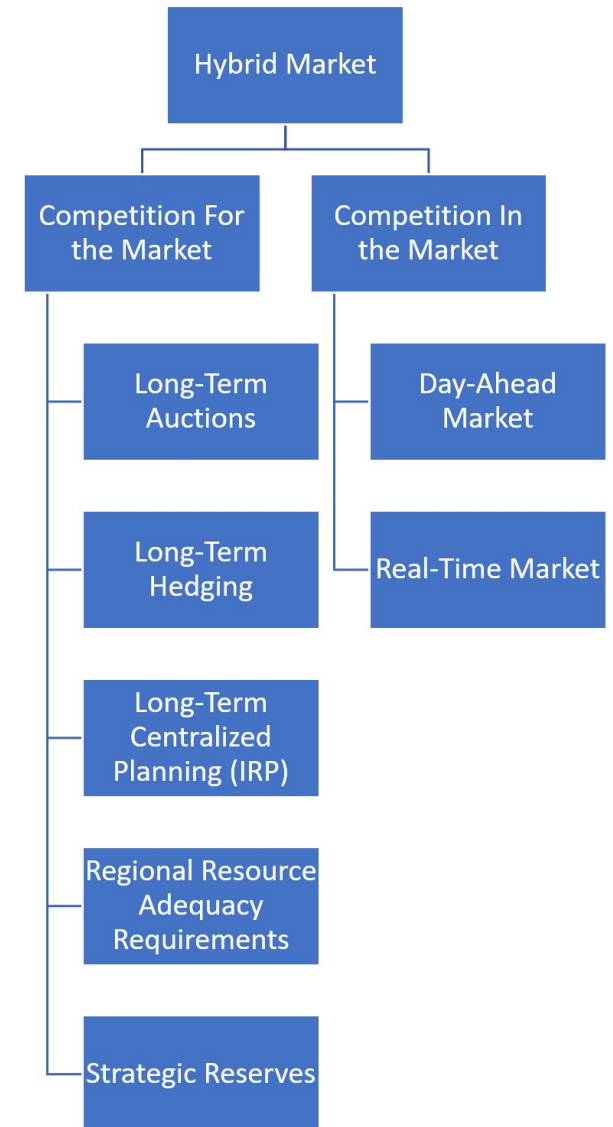 Hybrid Market
Competition For
the Market
Competition In
the Market
Long-Term
Auctions
Day-Ahead
Market
Long-Term
Hedging
Real-Time Market
Long-Term
Centralized
Planning (IRP)
Regional Resource
Adequacy
Requirements
Strategic Reserves